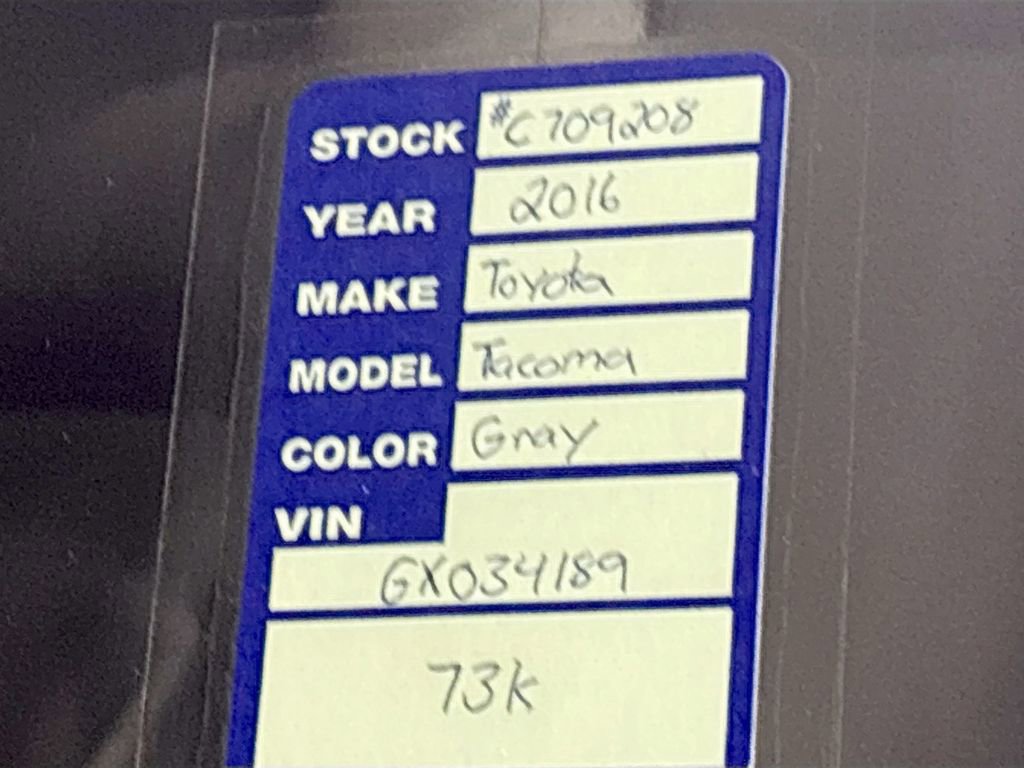 STOCK #C709208
YEAR 2016
MAKE Toyota
MODEL Tacoma
COLOR Gray
VIN
GX034189
73k